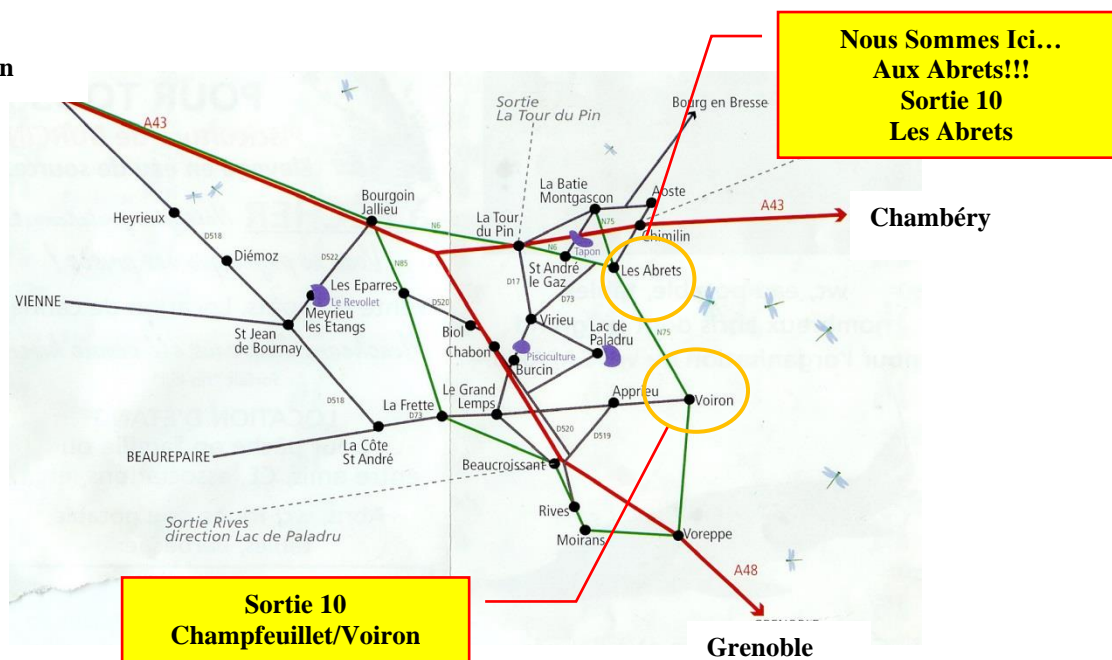 n
Nous Sommes Ici…
Aux Abrets!!!
Sortie 10
Les Abrets
POUR
Sortie
La Tour du Pin
Bourg en Bresse
A43
Heyrieux
D518
Diémoz
Bourgoin
Jallieu
N6
La Tour
du Pin
La Batie
Montgascon
Aoste
N75
A43
Chambéry
Chimilin
Tapon
N6
St André
le Gaz
Les Abrets
D522
N85
D17
D73
VIENNE
Les Eparres
Le Revollet
Meyrieu
les Etangs
D520
St Jean
de Bournay
Biol
Chabon
Virieu
Lac de
Paladru
N75
Pisciculture
Burcin
D518
La Frette
D73
Le Grand
Lemps
Apprieu
Voiron
La Côte
St André
BEAUREPAIRE
D520
D519
Beaucroissant
Sortie Rives
direction Lac de Paladru
Rives
Moirans
Voreppe
A48
Sortie 10
Champfeuillet/Voiron
Grenoble